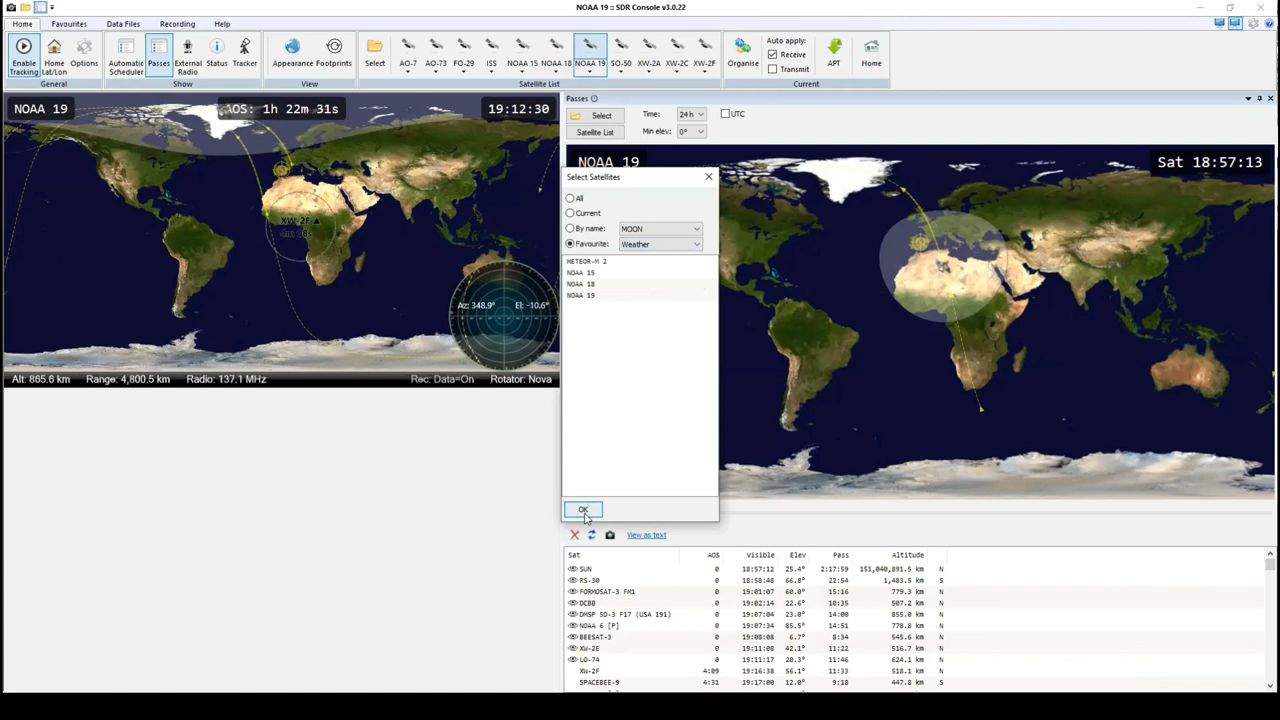 NOAA 19 :: SDR Console v3.0.22
Home Favourites Data Files Recording Help
Enable Tracking Home Lat/Lon Options Automatic Scheduler Passes External Radio Status Tracker Appearance Footprints Select AO-7 AO-73 FO-29 ISS NOAA 15 NOAA 18 NOAA 19 SO-50 XW-2A XW-2C XW-2F Organise Auto apply: Receive Transmit APT Home
General Show View Satellite List Current
NOAA 19 AOS: 1h 22m 31s 19:12:30
XW-2F
Az: 348.9° El: -10.6°
Alt: 865.6 km Range: 4,800.5 km Radio: 137.1 MHz Rec: Data=On Rotator: Nova
Passes
Select Time: 24h UTC
Satellite List Min elev: 0°
NOAA 19 Sat 18:57:13
Select Satellites
All
Current
By name: MOON
Favourite: Weather
METEOR-M 2
NOAA 15
NOAA 18
NOAA 19
OK
View as text
Sat AOS Visible Elev Pass Altitude
SUN 0 18:57:12 25.4° 2:17:59 151,040,891.5 km N
RS-30 0 18:58:48 66.8° 22:54 1,483.5 km S
FORMOSAT-3 FM1 0 19:01:07 60.0° 15:16 779.3 km N
DCBB 0 19:02:14 22.6° 10:35 507.2 km N
DMSP 5D-3 F17 (USA 191) 0 19:07:04 23.0° 14:00 855.0 km N
NOAA 6 [P] 0 19:07:34 85.5° 14:51 778.8 km N
BEESAT-3 0 19:08:08 6.7° 8:34 545.6 km N
XW-2E 0 19:11:08 42.1° 11:22 516.7 km N
LO-74 0 19:11:17 20.3° 11:46 624.1 km N
XW-2F 4:09 19:16:38 56.1° 11:33 518.1 km N
SPACEBEE-9 4:31 19:17:00 12.0° 9:18 447.8 km S